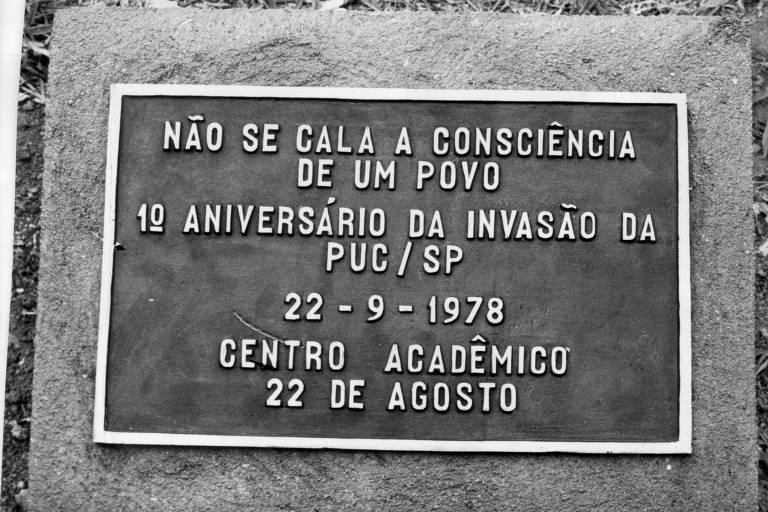 NÃO SE CALA A CONSCIÊNCIA
DE UM POVO
1º ANIVERSÁRIO DA INVASÃO DA
PUC/SP
22 - 9 - 1978
CENTRO ACADÊMICO
22 DE AGOSTO